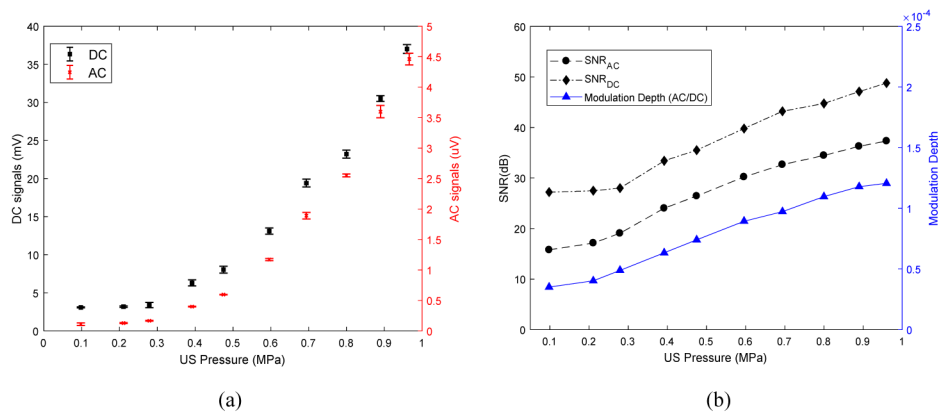 (a)
40
35
30
25
20
15
10
5
0
DC signals (mV)
DC
AC
5
4.5
4
3.5
3
2.5
2
1.5
1
0.5
0
AC signals (uV)
0 0.1 0.2 0.3 0.4 0.5 0.6 0.7 0.8 0.9 1
US Pressure (MPa)
(a)
(b)
60
50
40
30
20
10
0
SNR(dB)
SNR_AC
SNR_DC
Modulation Depth (AC/DC)
×10^-4
2.5
2
1.5
1
0.5
0
Modulation Depth
0.1 0.2 0.3 0.4 0.5 0.6 0.7 0.8 0.9 1
US Pressure (MPa)
(b)